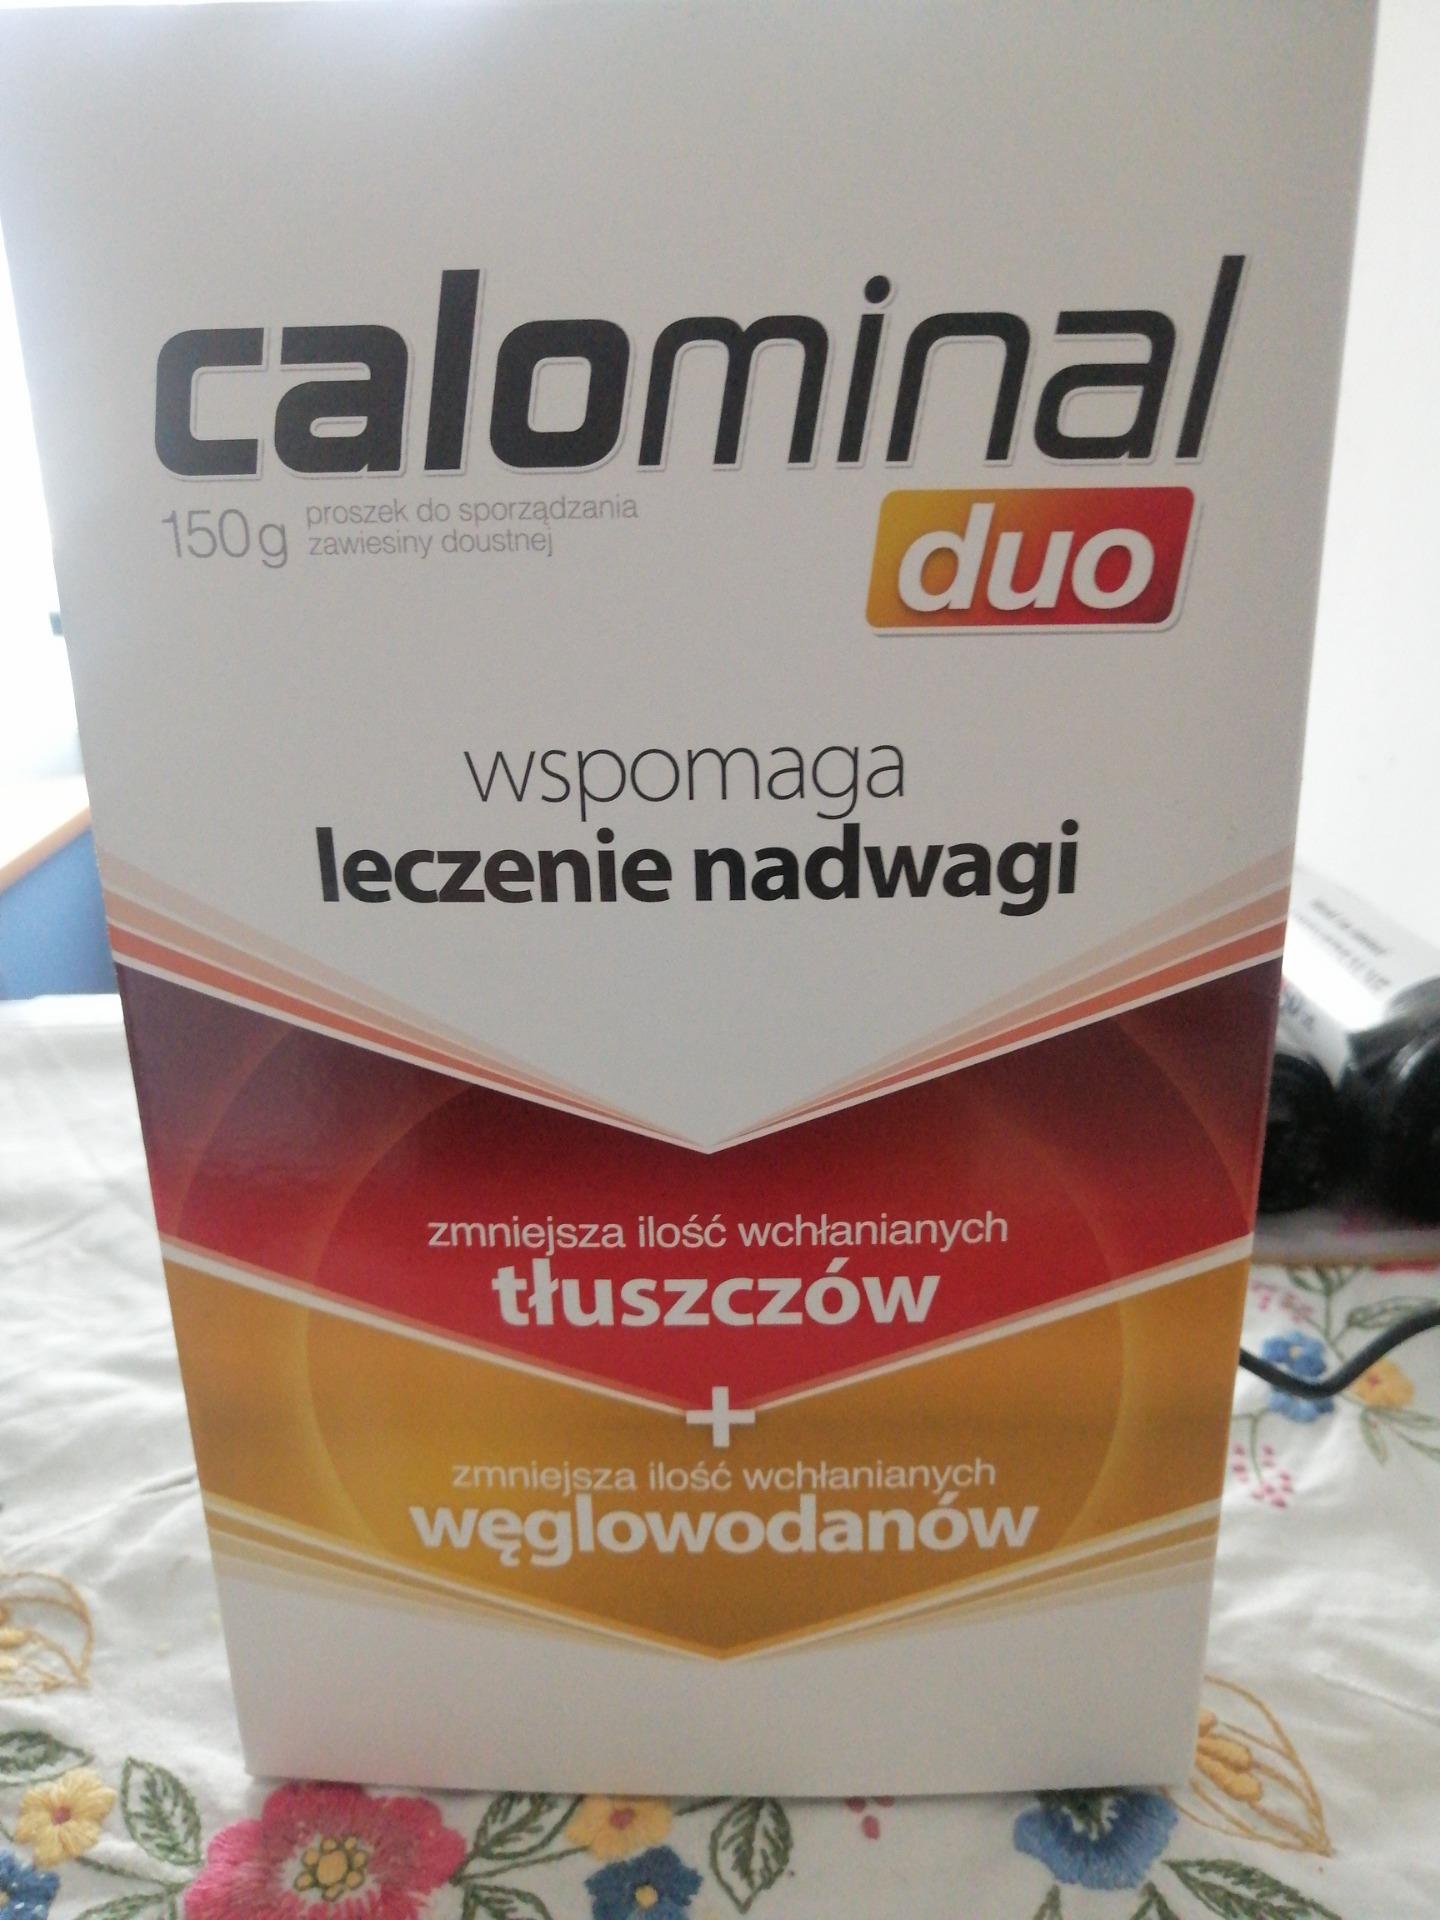 calominal
duo
150g proszek do sporządzania
zawiesiny doustnej
wspomaga
leczenie nadwagi
zmniejsza ilość wchłanianych
tłuszczów
+
zmniejsza ilość wchłanianych
węglowodanów